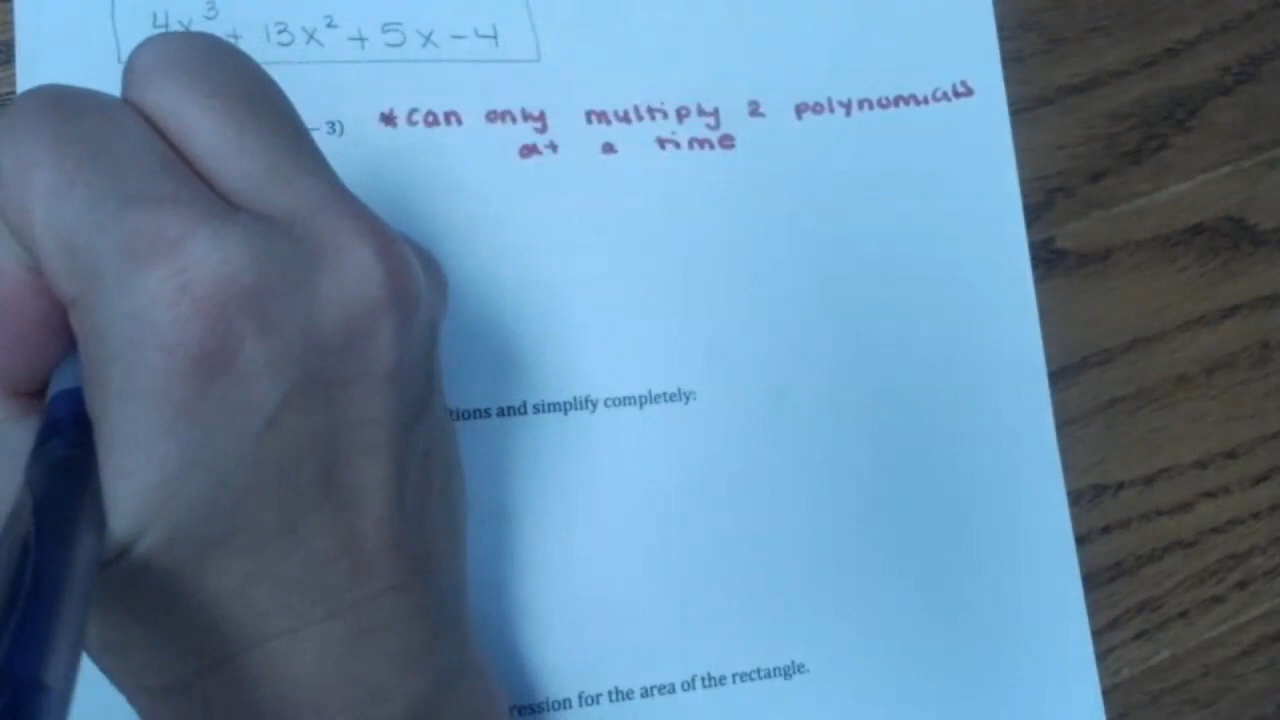 4x³ + 13x² + 5x - 4
- 3) *can only multiply 2 polynomials
at a time
tions and simplify completely:
ression for the area of the rectangle.